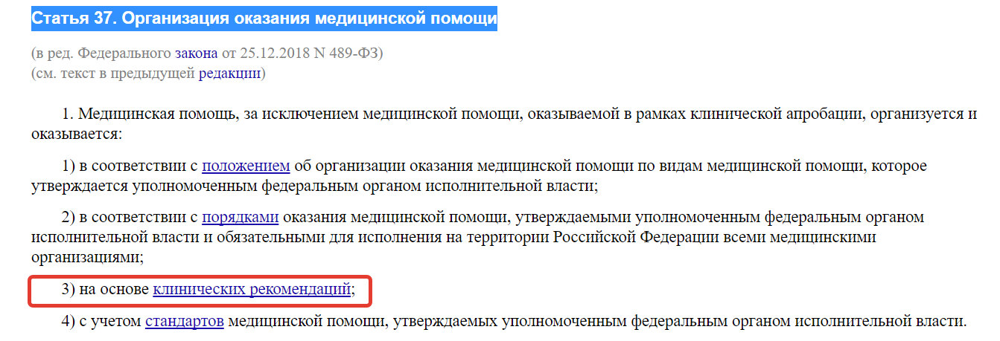 Статья 37. Организация оказания медицинской помощи
(в ред. Федерального закона от 25.12.2018 N 489-ФЗ)
(см. текст в предыдущей редакции)
1. Медицинская помощь, за исключением медицинской помощи, оказываемой в рамках клинической апробации, организуется и
оказывается:
1) в соответствии с положением об организации оказания медицинской помощи по видам медицинской помощи, которое
утверждается уполномоченным федеральным органом исполнительной власти;
2) в соответствии с порядками оказания медицинской помощи, утверждаемыми уполномоченным федеральным органом
исполнительной власти и обязательными для исполнения на территории Российской Федерации всеми медицинскими
организациями;
3) на основе клинических рекомендаций;
4) с учетом стандартов медицинской помощи, утверждаемых уполномоченным федеральным органом исполнительной власти.